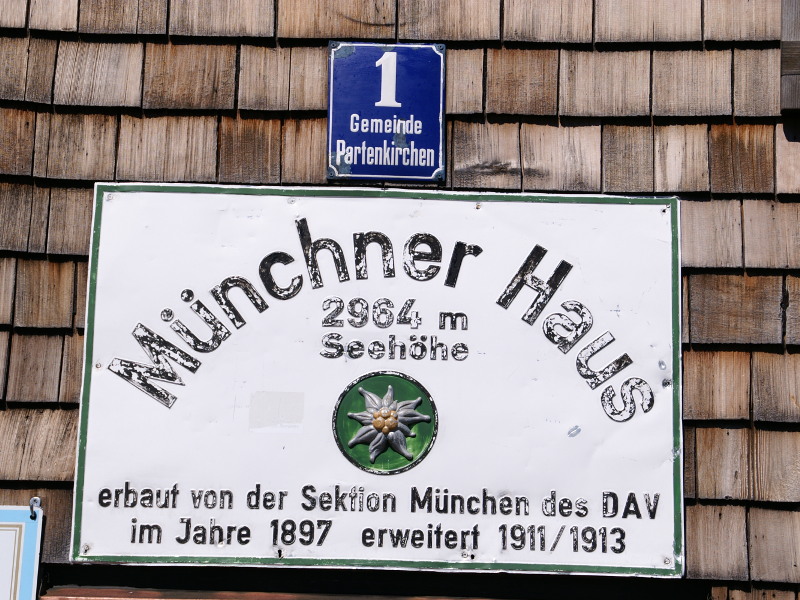 1
Gemeinde
Partenkirchen
Münchner Haus
2964 m
Seehöhe
erbaut von der Sektion München des DAV
im Jahre 1897 erweitert 1911/1913